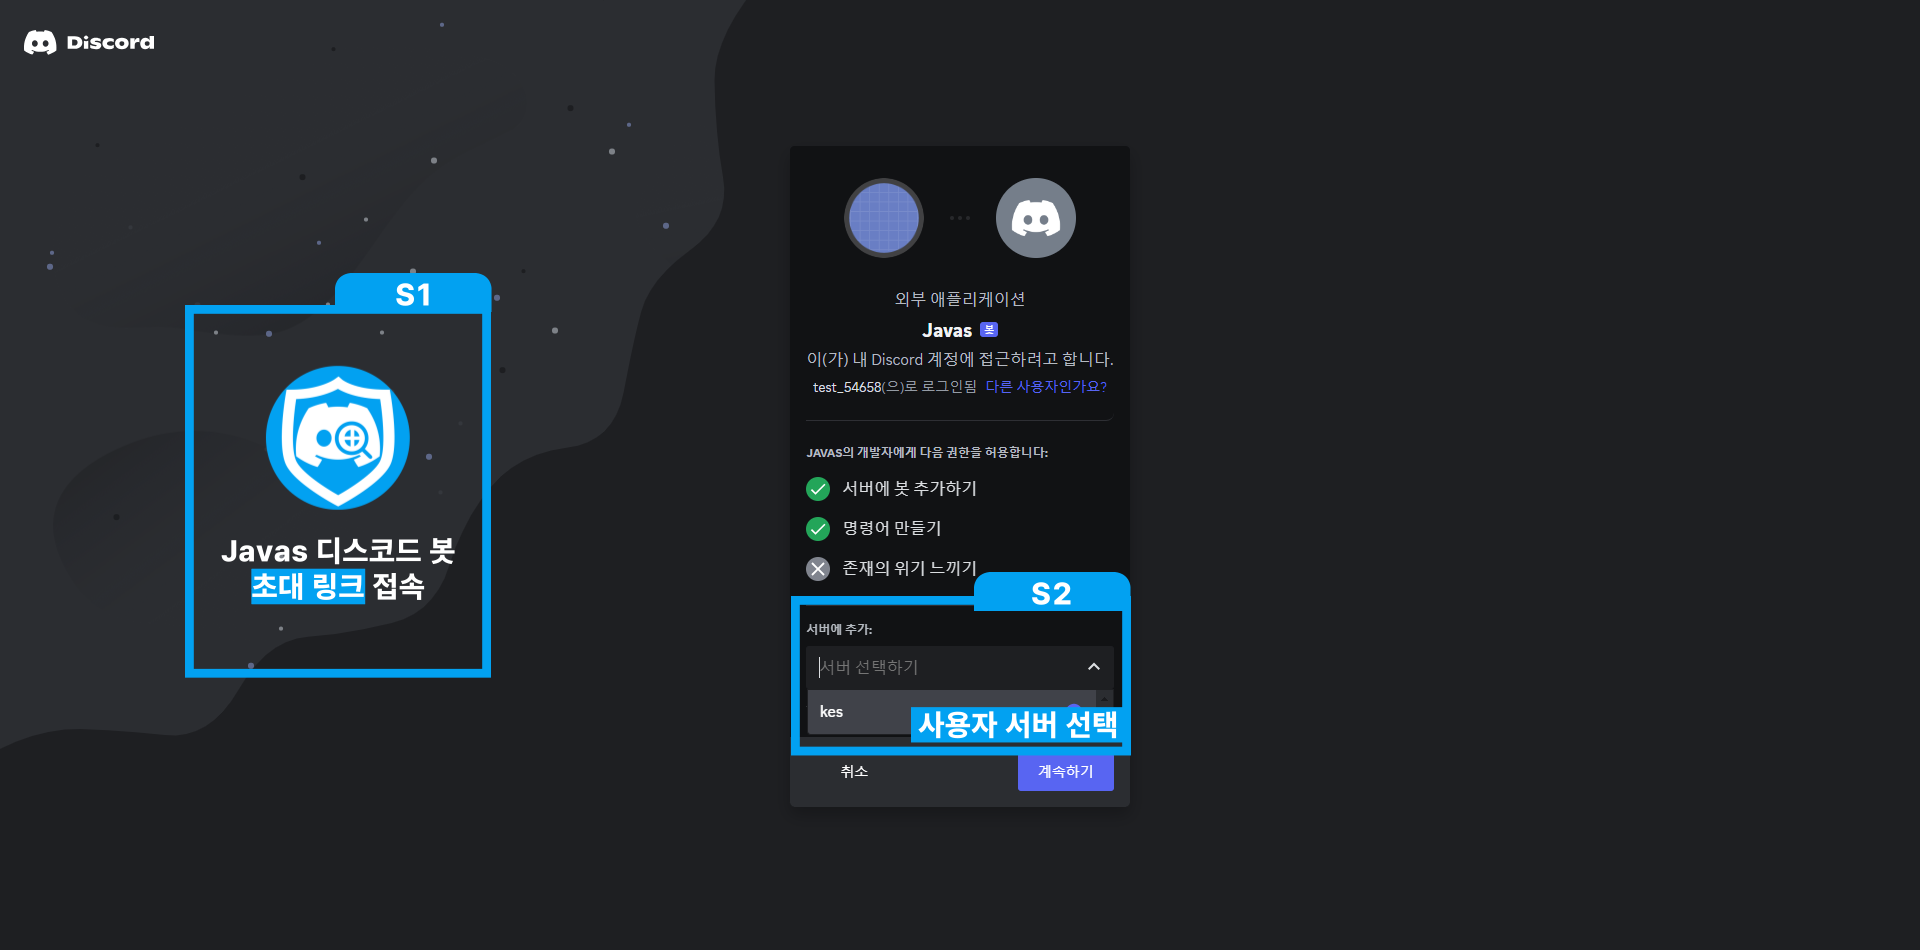 Discord
S1
Javas 디스코드 봇
초대 링크 접속
외부 애플리케이션
Javas 봇
이(가) 내 Discord 계정에 접근하려고 합니다.
test_54658(으)로 로그인됨 다른 사용자인가요?
JAVAS의 개발자에게 다음 권한을 허용합니다:
서버에 봇 추가하기
명령어 만들기
존재의 위기 느끼기
S2
서버에 추가:
서버 선택하기
kes
사용자 서버 선택
취소
계속하기